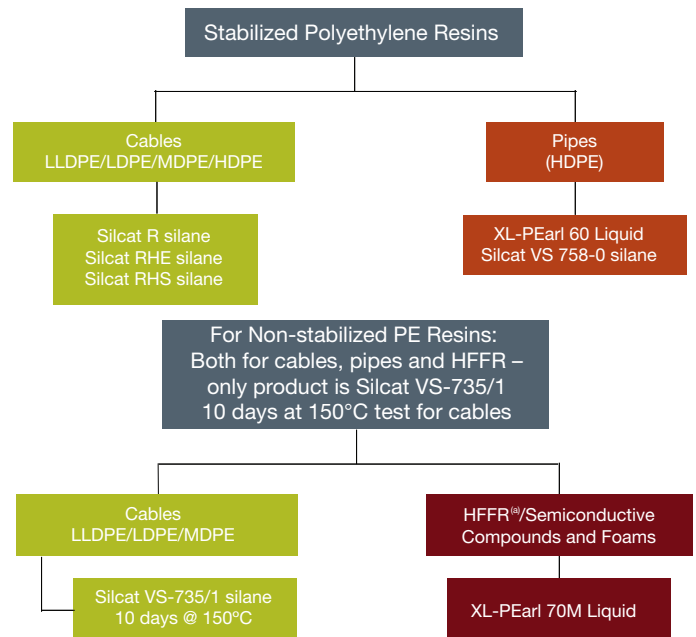 Stabilized Polyethylene Resins
Cables
LLDPE/LDPE/MDPE/HDPE
Pipes
(HDPE)
Silcat R silane
Silcat RHE silane
Silcat RHS silane
XL-PEarl 60 Liquid
Silcat VS 758-0 silane
For Non-stabilized PE Resins:
Both for cables, pipes and HFFR –
only product is Silcat VS-735/1
10 days at 150°C test for cables
Cables
LLDPE/LDPE/MDPE
HFFR(a)/Semiconductive
Compounds and Foams
Silcat VS-735/1 silane
10 days @ 150ºC
XL-PEarl 70M Liquid